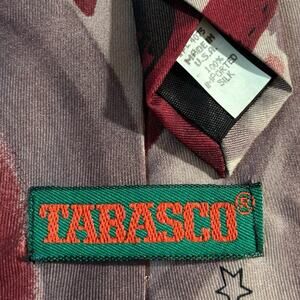 MADE IN
U.S.A.
100%
IMPORTED
SILK
TABASCO®